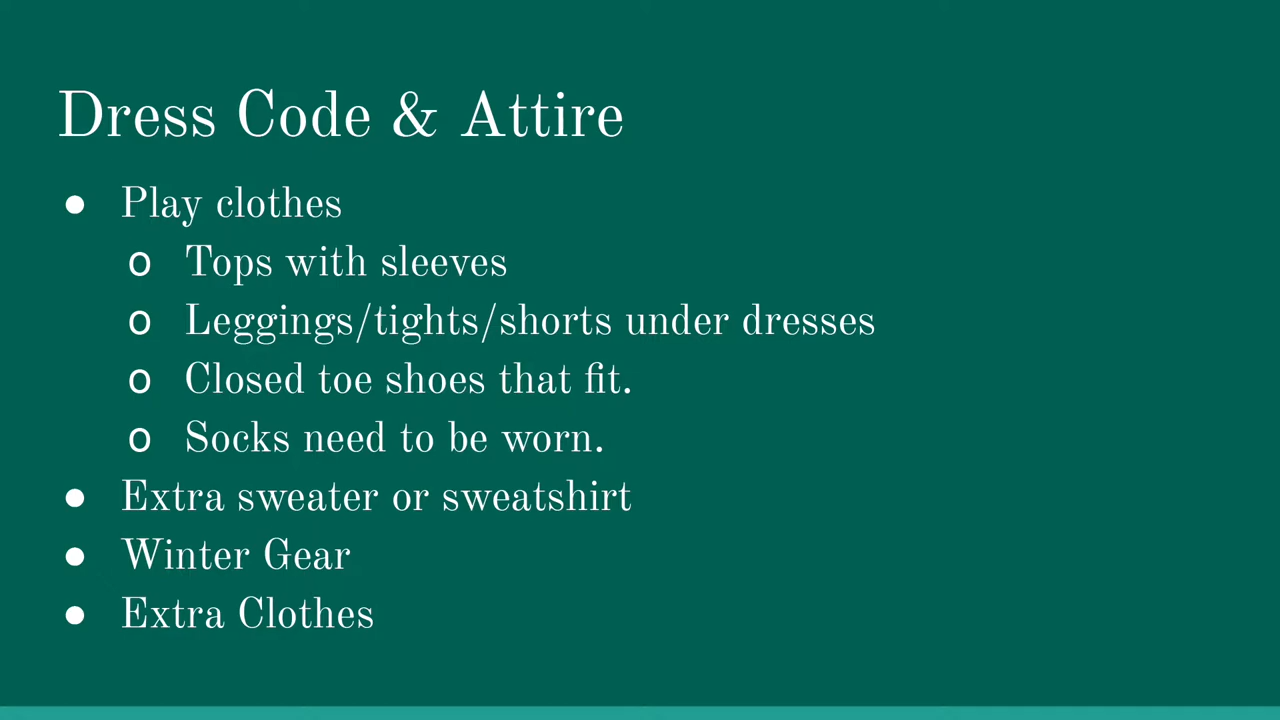 Dress Code & Attire
● Play clothes
o Tops with sleeves
o Leggings/tights/shorts under dresses
o Closed toe shoes that fit.
o Socks need to be worn.
● Extra sweater or sweatshirt
● Winter Gear
● Extra Clothes